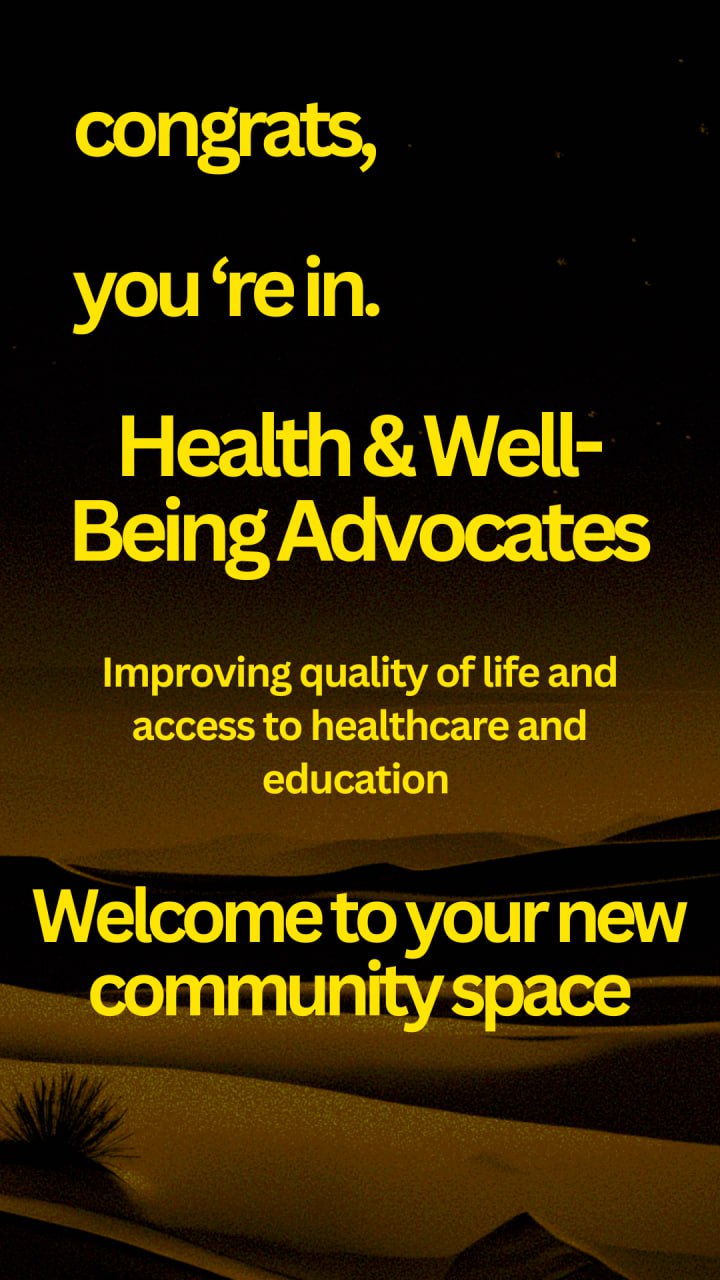 congrats,
you ‘re in.
Health & Well-
Being Advocates
Improving quality of life and
access to healthcare and
education
Welcome to your new
community space